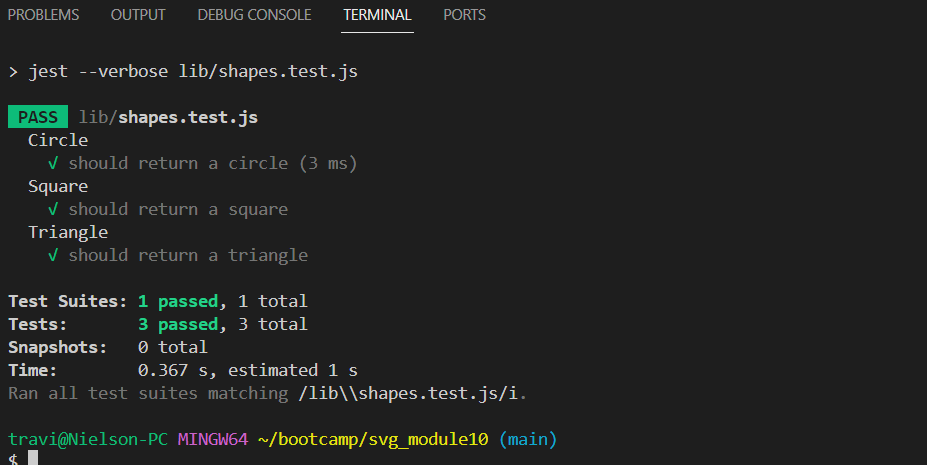 PROBLEMS OUTPUT DEBUG CONSOLE TERMINAL PORTS
> jest --verbose lib/shapes.test.js
PASS lib/shapes.test.js
Circle
√ should return a circle (3 ms)
Square
√ should return a square
Triangle
√ should return a triangle
Test Suites: 1 passed, 1 total
Tests: 3 passed, 3 total
Snapshots: 0 total
Time: 0.367 s, estimated 1 s
Ran all test suites matching /lib\\shapes.test.js/i.
travi@Nielson-PC MINGW64 ~/bootcamp/svg_module10 (main)
$